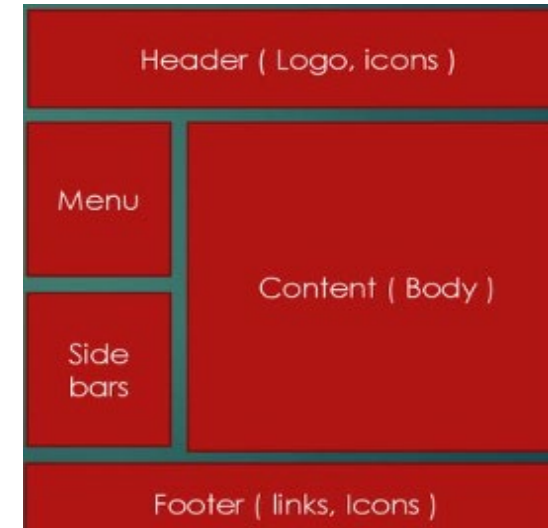 Header ( Logo, icons )
Menu
Content ( Body )
Side
bars
Footer ( links, Icons )